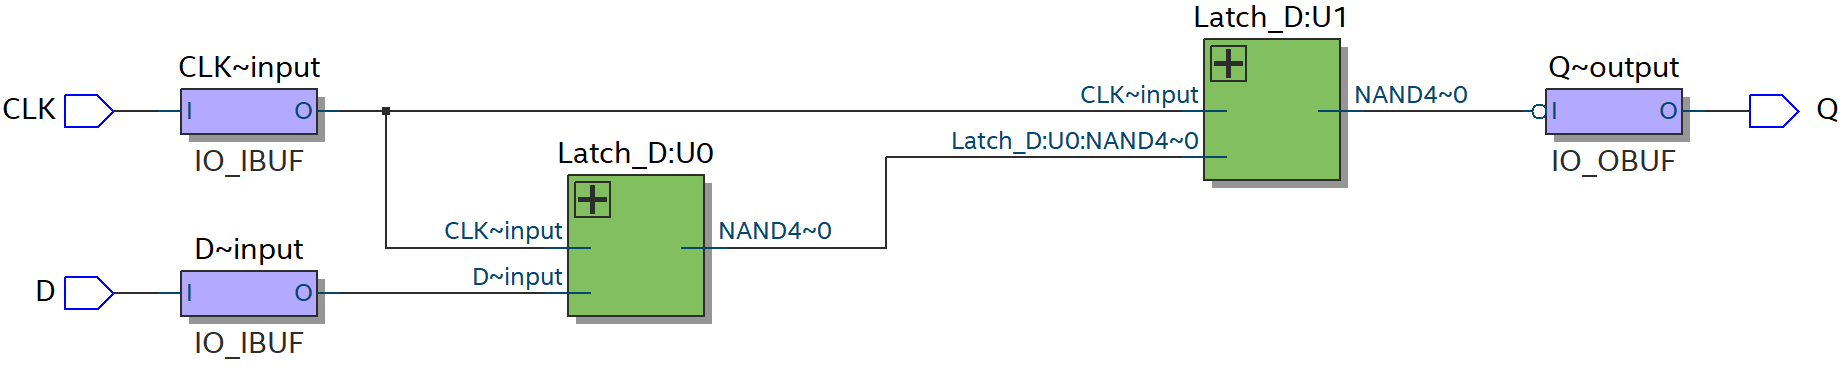 Latch_D:U1
CLK~input
Q~output
CLK
I
O
CLK~input
NAND4~0
I
O
Q
IO_IBUF
Latch_D:U0:NAND4~0
IO_OBUF
Latch_D:U0
CLK~input
NAND4~0
D~input
D~input
D
I
O
IO_IBUF